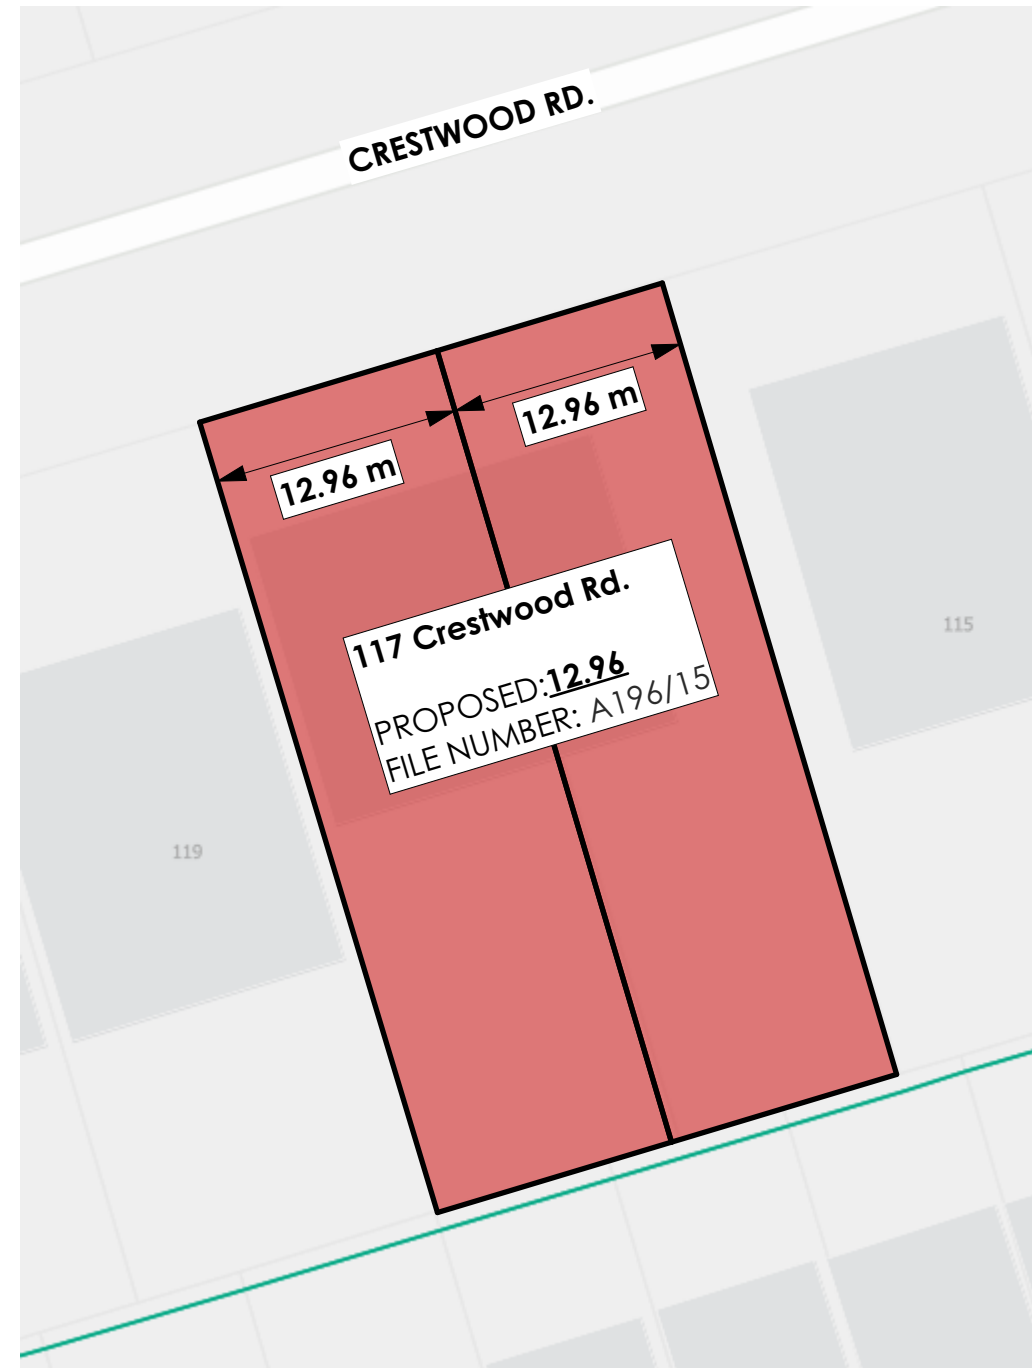 CRESTWOOD RD.
12.96 m
12.96 m
117 Crestwood Rd.
PROPOSED:12.96
FILE NUMBER: A196/15
115
119